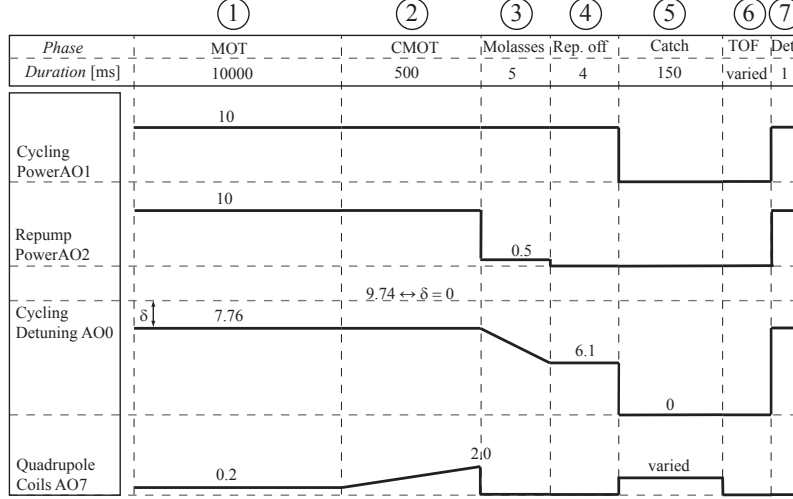 1 2 3 4 5 6 7
Phase MOT CMOT Molasses Rep. off Catch TOF Det
Duration [ms] 10000 500 5 4 150 varied 1
10
Cycling
PowerAO1
10
Repump
PowerAO2
0.5
9.74 ↔ δ = 0
Cycling
Detuning AO0
δ 7.76
6.1
0
Quadrupole
Coils AO7
0.2
2.0
varied